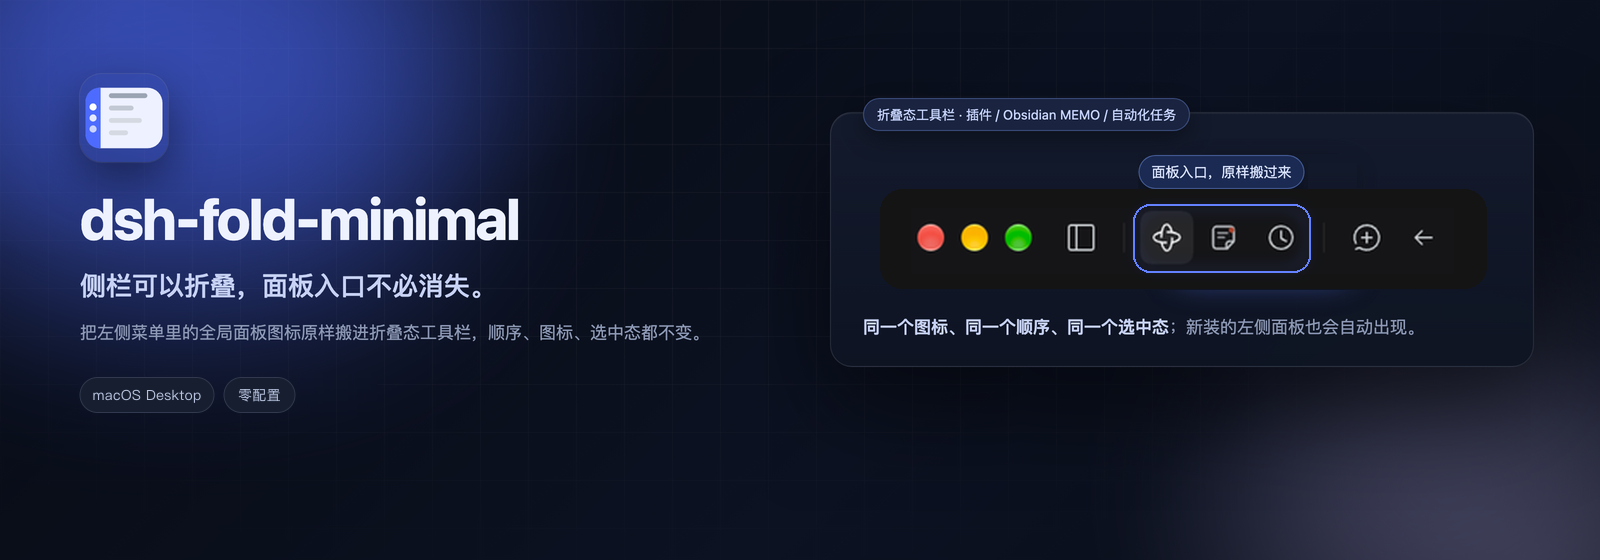 dsh-fold-minimal
侧栏可以折叠，面板入口不必消失。
把左侧菜单里的全局面板图标原样搬进折叠态工具栏，顺序、图标、选中态都不变。
macOS Desktop
零配置
折叠态工具栏 · 插件 / Obsidian MEMO / 自动化任务
面板入口，原样搬过来
同一个图标、同一个顺序、同一个选中态；新装的左侧面板也会自动出现。